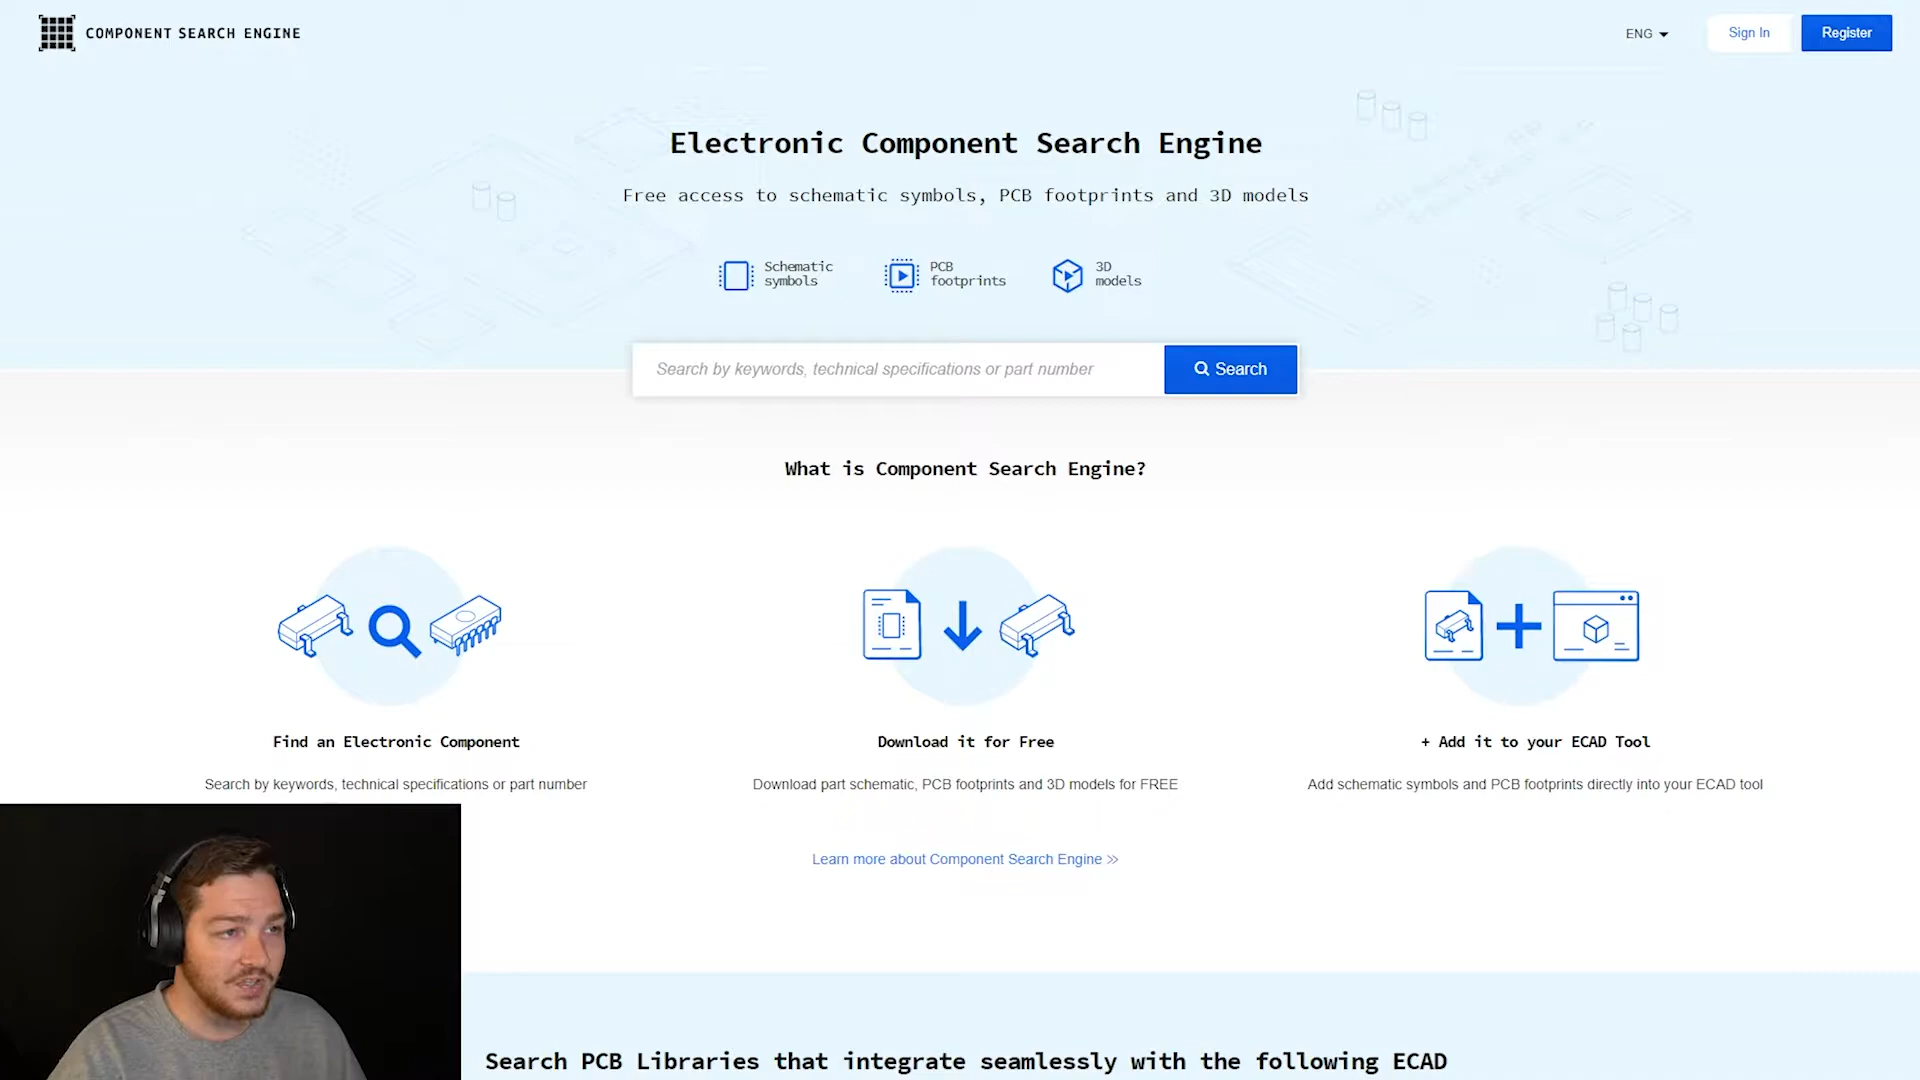 COMPONENT SEARCH ENGINE
ENG
Sign In
Register
Electronic Component Search Engine
Free access to schematic symbols, PCB footprints and 3D models
Schematic
symbols
PCB
footprints
3D
models
Search by keywords, technical specifications or part number
Search
What is Component Search Engine?
Find an Electronic Component
Search by keywords, technical specifications or part number
Download it for Free
Download part schematic, PCB footprints and 3D models for FREE
+ Add it to your ECAD Tool
Add schematic symbols and PCB footprints directly into your ECAD tool
Learn more about Component Search Engine >>
Search PCB Libraries that integrate seamlessly with the following ECAD